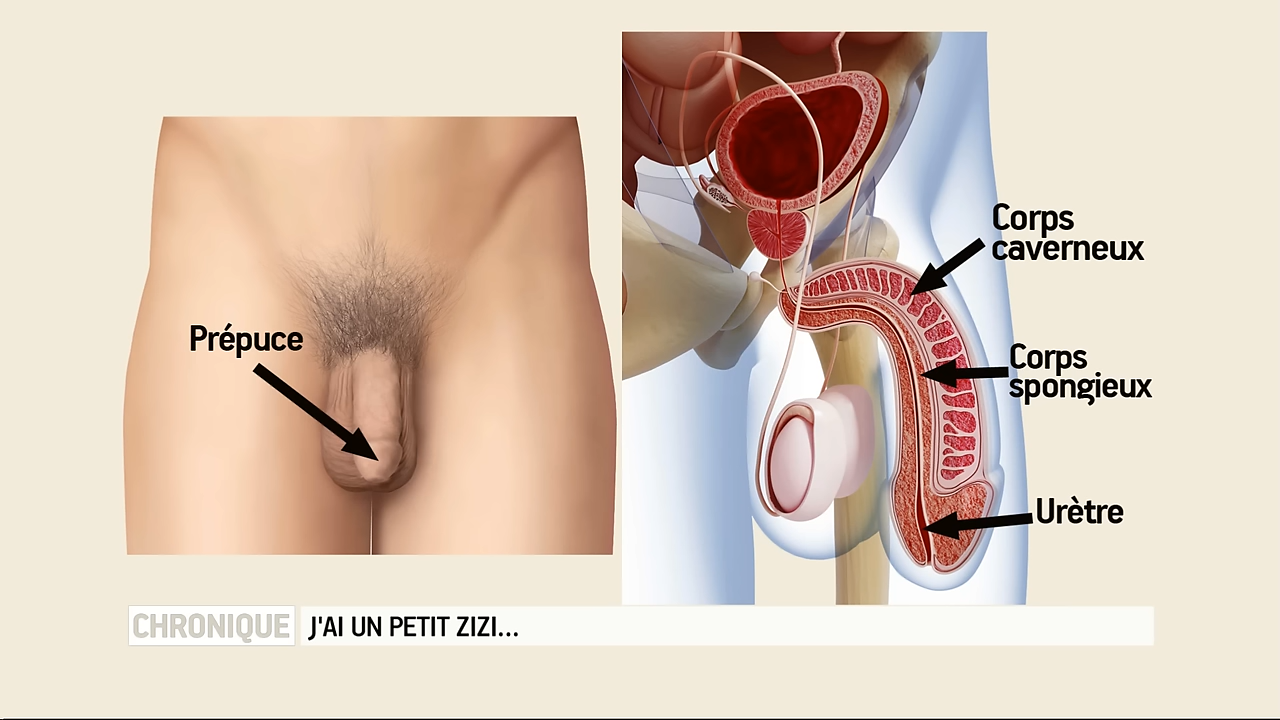 Prépuce
Corps
caverneux
Corps
spongieux
Urètre
CHRONIQUE
J'AI UN PETIT ZIZI...